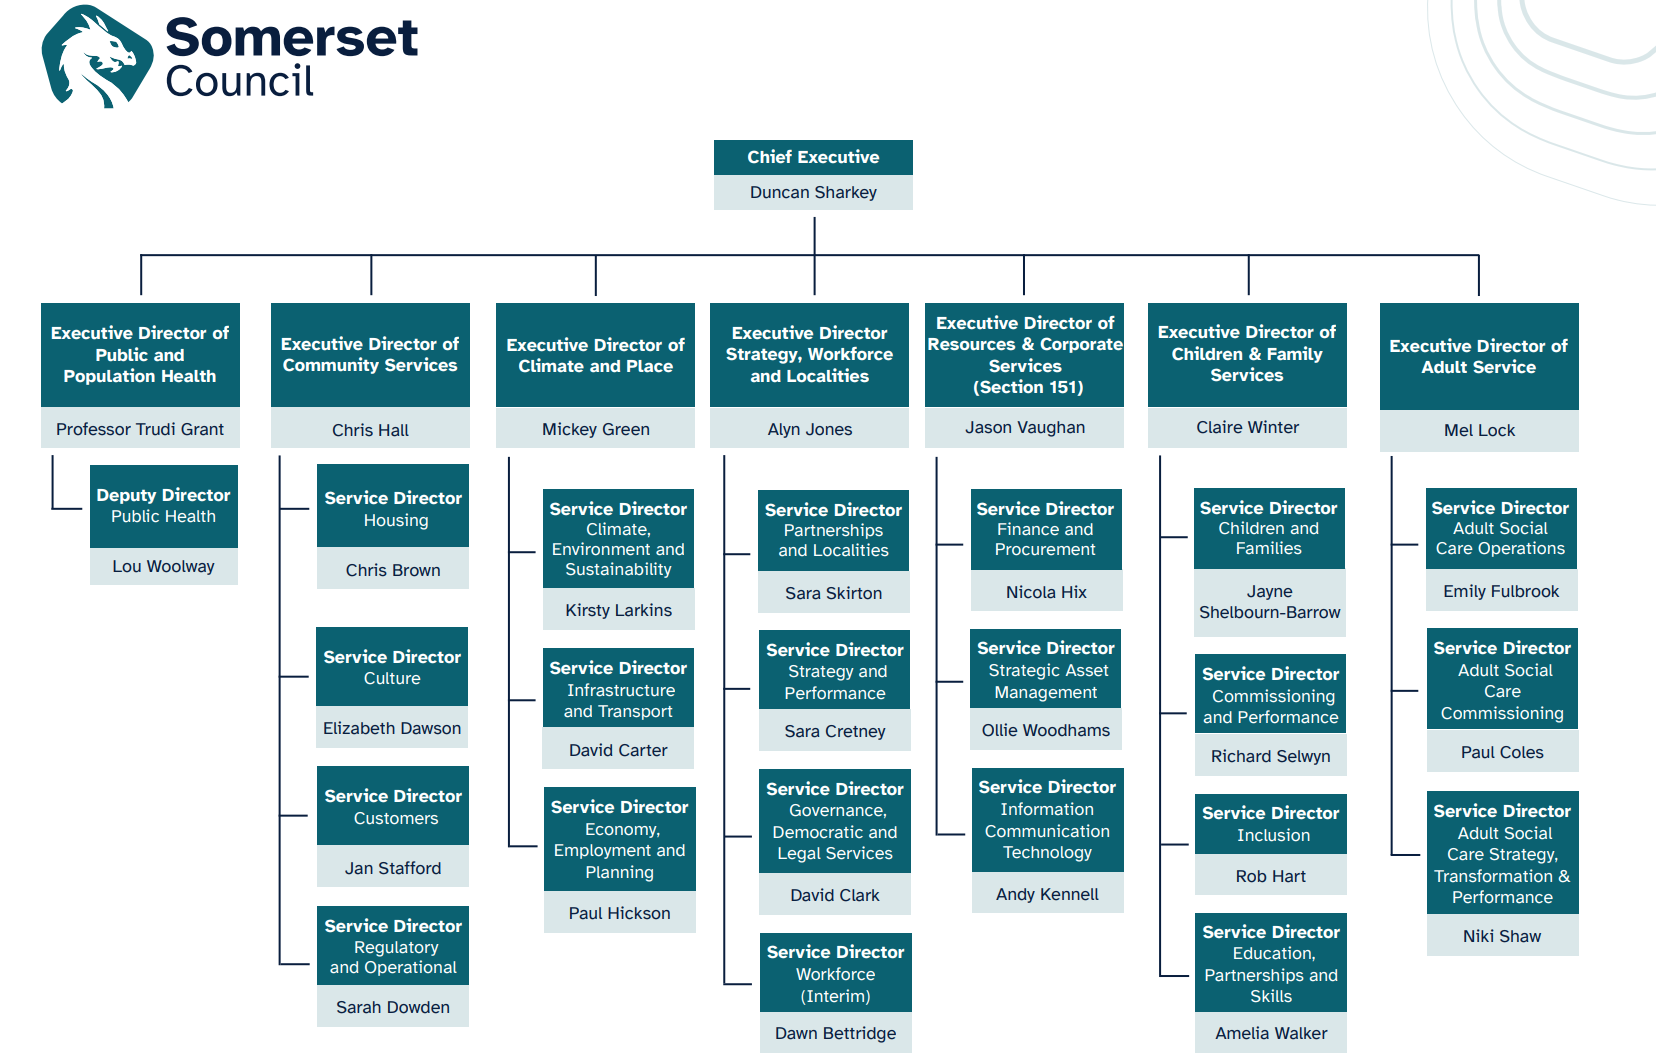 Somerset
Council
Chief Executive
Duncan Sharkey
Executive Director of
Public and
Population Health
Professor Trudi Grant
Deputy Director
Public Health
Lou Woolway
Executive Director of
Community Services
Chris Hall
Service Director
Housing
Chris Brown
Service Director
Culture
Elizabeth Dawson
Service Director
Customers
Jan Stafford
Service Director
Regulatory
and Operational
Sarah Dowden
Executive Director of
Climate and Place
Mickey Green
Service Director
Climate,
Environment and
Sustainability
Kirsty Larkins
Service Director
Infrastructure
and Transport
David Carter
Service Director
Economy,
Employment and
Planning
Paul Hickson
Executive Director
Strategy, Workforce
and Localities
Alyn Jones
Service Director
Partnerships
and Localities
Sara Skirton
Service Director
Strategy and
Performance
Sara Cretney
Service Director
Governance,
Democratic and
Legal Services
David Clark
Service Director
Workforce
(Interim)
Dawn Bettridge
Executive Director of
Resources & Corporate
Services
(Section 151)
Jason Vaughan
Service Director
Finance and
Procurement
Nicola Hix
Service Director
Strategic Asset
Management
Ollie Woodhams
Service Director
Information
Communication
Technology
Andy Kennell
Executive Director of
Children & Family
Services
Claire Winter
Service Director
Children and
Families
Jayne
Shelbourn-Barrow
Service Director
Commissioning
and Performance
Richard Selwyn
Service Director
Inclusion
Rob Hart
Service Director
Education,
Partnerships and
Skills
Amelia Walker
Executive Director of
Adult Service
Mel Lock
Service Director
Adult Social
Care Operations
Emily Fulbrook
Service Director
Adult Social
Care
Commissioning
Paul Coles
Service Director
Adult Social
Care Strategy,
Transformation &
Performance
Niki Shaw